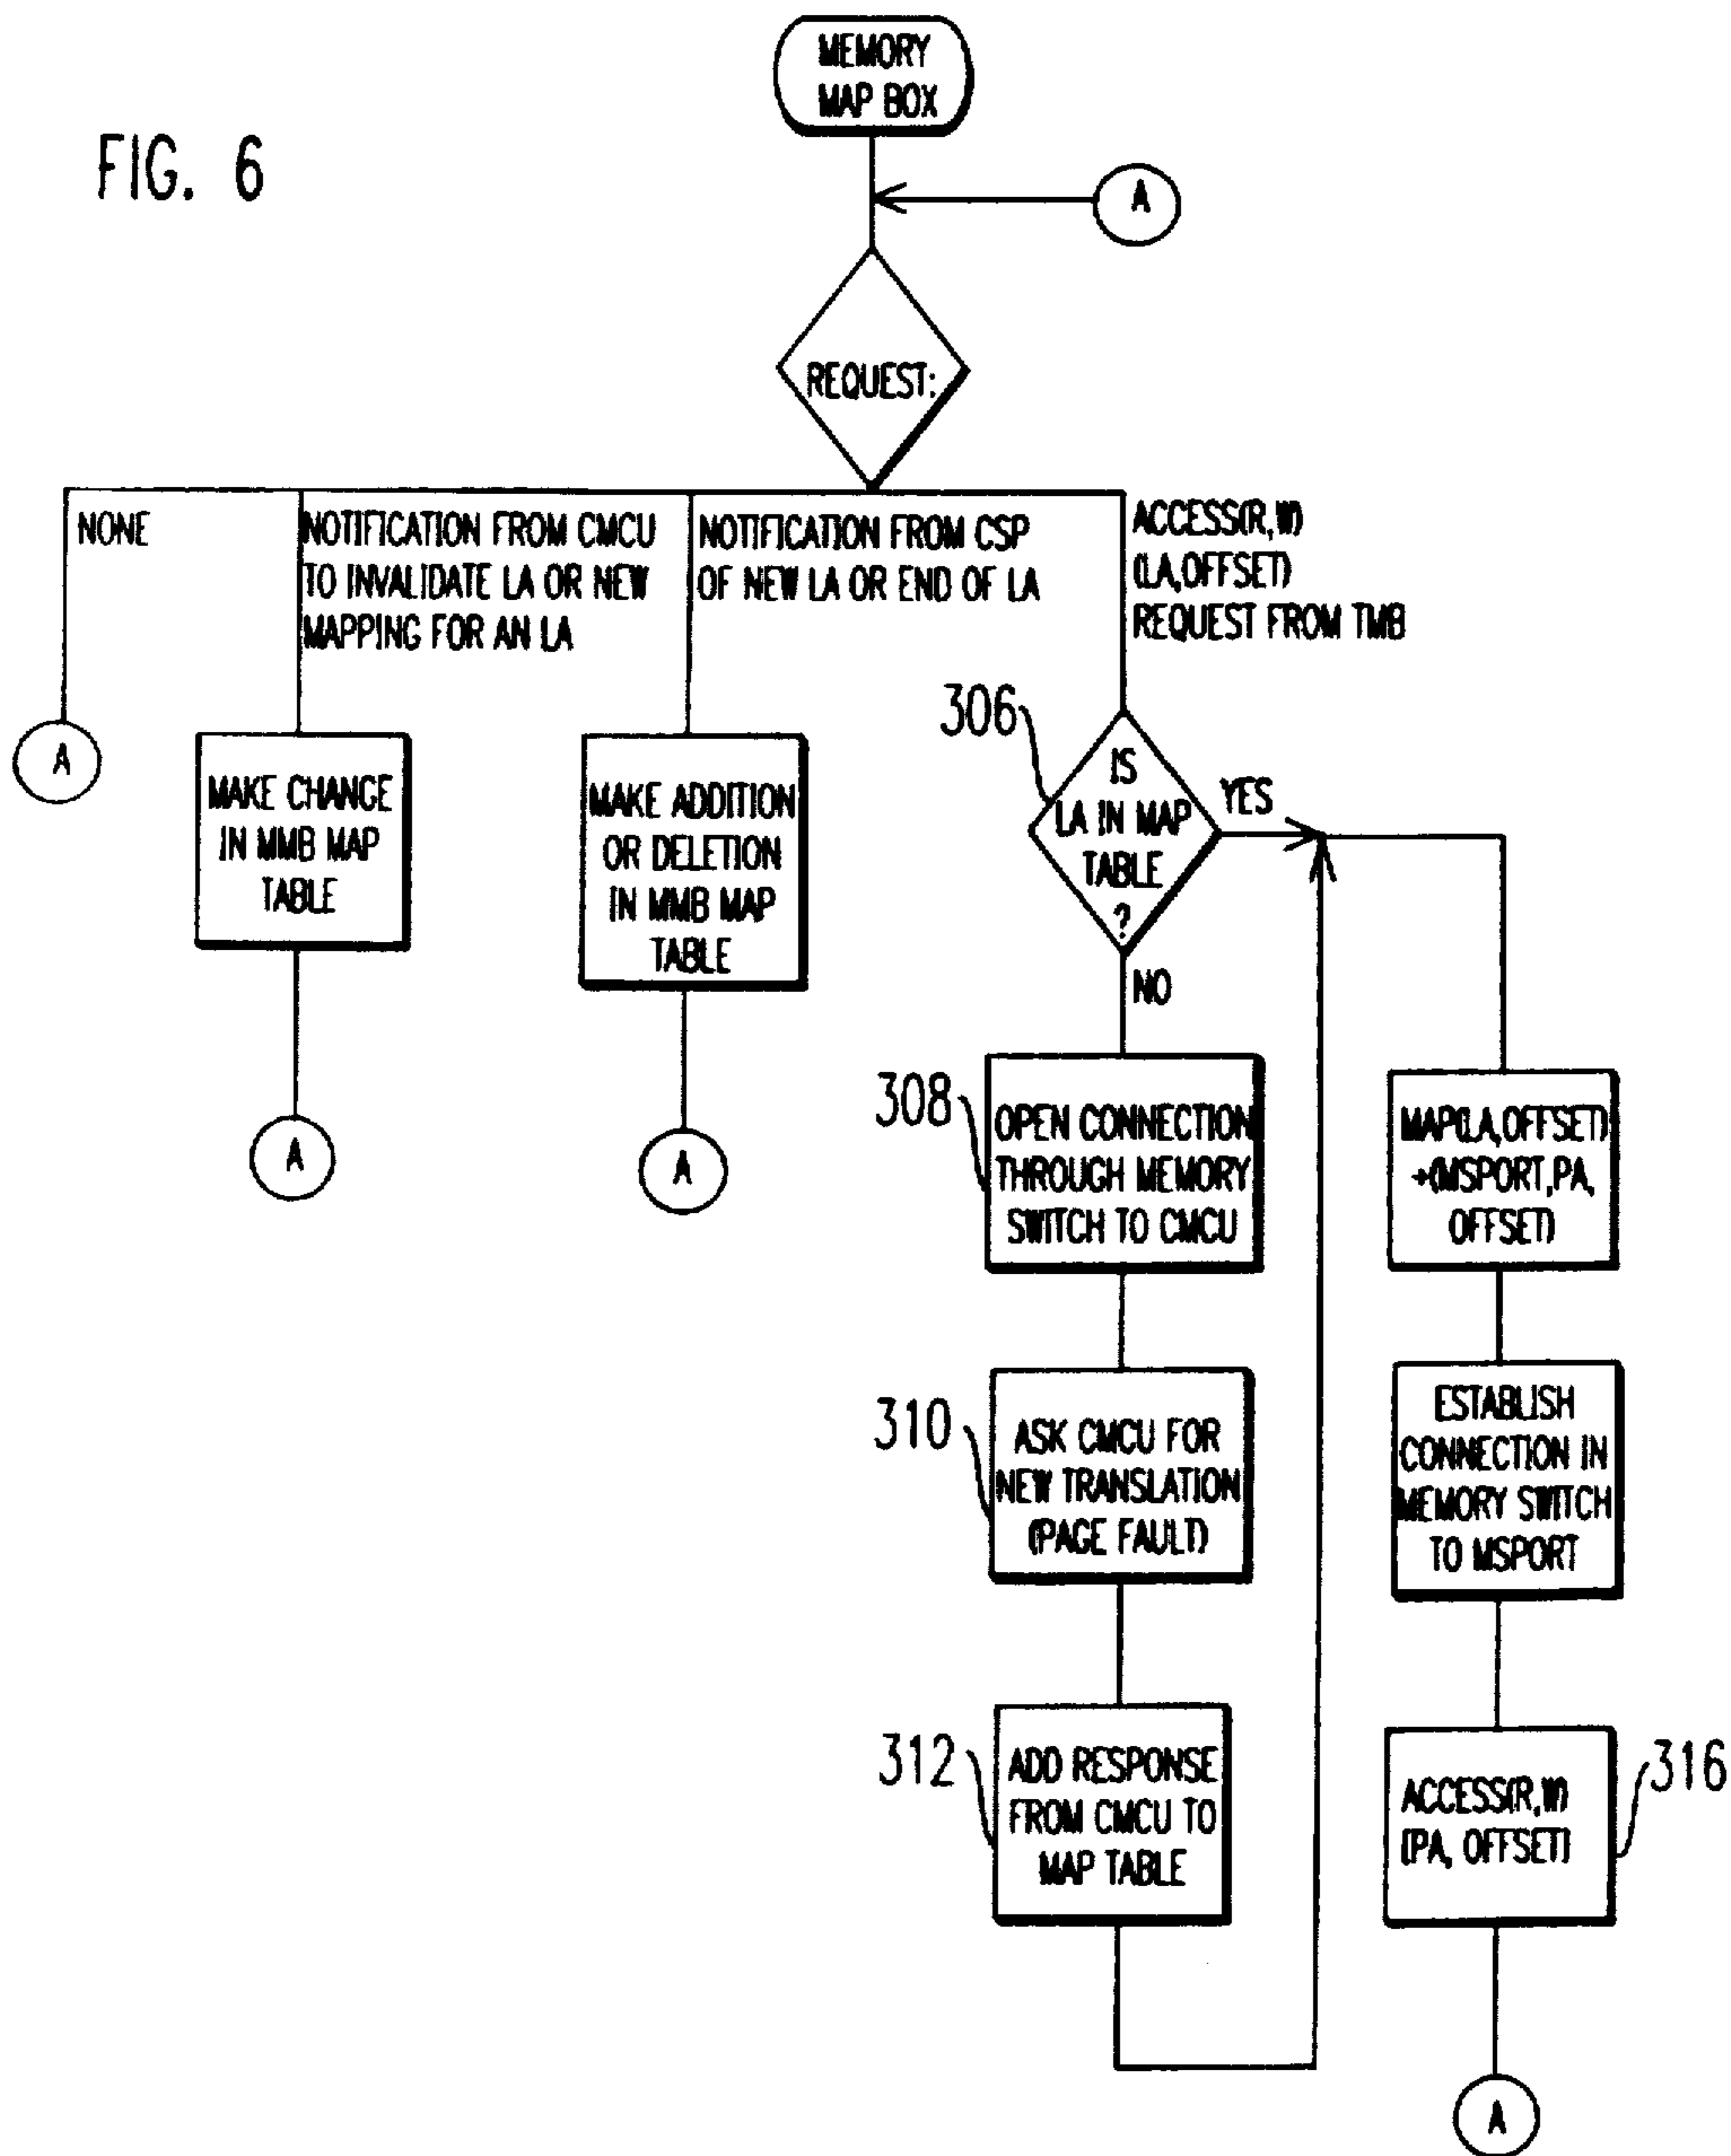 MEMORY
MAP BOX
FIG. 6
A
REQUEST:
NONE
NOTIFICATION FROM CMCU
TO INVALIDATE LA OR NEW
MAPPING FOR AN LA
NOTIFICATION FROM CSP
OF NEW LA OR END OF LA
ACCESS(R,W)
(LA,OFFSET)
REQUEST FROM TMB
A
MAKE CHANGE
IN MMB MAP
TABLE
A
MAKE ADDITION
OR DELETION
IN MMB MAP
TABLE
A
306
IS
LA IN MAP
TABLE
?
YES
NO
308
OPEN CONNECTION
THROUGH MEMORY
SWITCH TO CMCU
310
ASK CMCU FOR
NEW TRANSLATION
(PAGE FAULT)
312
ADD RESPONSE
FROM CMCU TO
MAP TABLE
MAP(LA,OFFSET)
→(MSPORT,PA,
OFFSET)
ESTABLISH
CONNECTION IN
MEMORY SWITCH
TO MSPORT
ACCESS(R,W)
(PA, OFFSET)
316
A